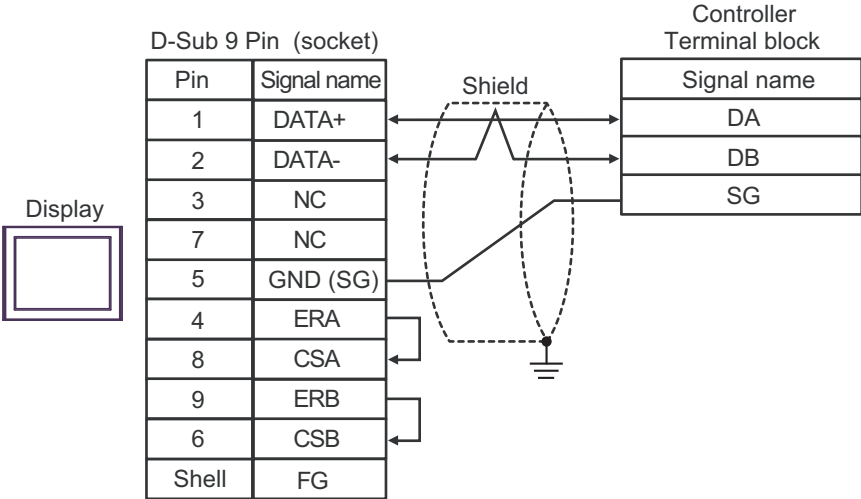 Controller
Terminal block
D-Sub 9 Pin (socket)
Pin Signal name
Shield
Signal name
1 DATA+
DA
2 DATA-
DB
3 NC
SG
Display
7 NC
5 GND (SG)
4 ERA
8 CSA
9 ERB
6 CSB
Shell FG